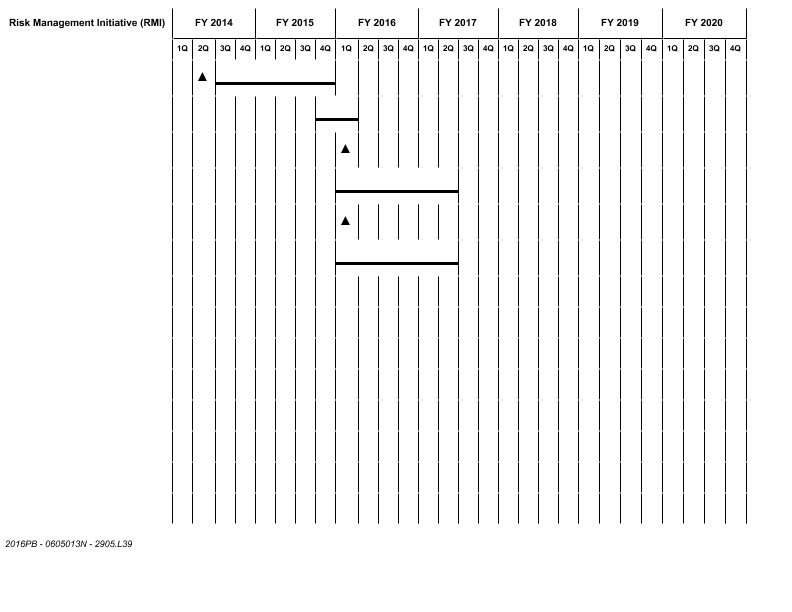 Risk Management Initiative (RMI) FY 2014 FY 2015 FY 2016 FY 2017 FY 2018 FY 2019 FY 2020
1Q 2Q 3Q 4Q 1Q 2Q 3Q 4Q 1Q 2Q 3Q 4Q 1Q 2Q 3Q 4Q 1Q 2Q 3Q 4Q 1Q 2Q 3Q 4Q 1Q 2Q 3Q 4Q
2016PB - 0605013N - 2905.L39